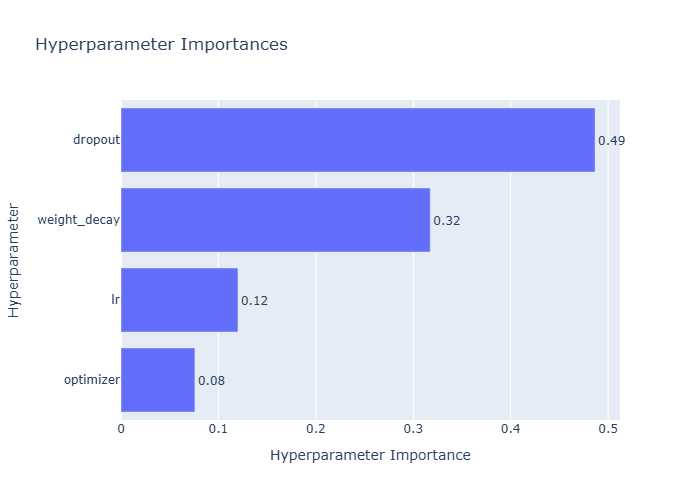 Hyperparameter Importances
Hyperparameter
dropout
0.49
weight_decay
0.32
lr
0.12
optimizer
0.08
0 0.1 0.2 0.3 0.4 0.5
Hyperparameter Importance